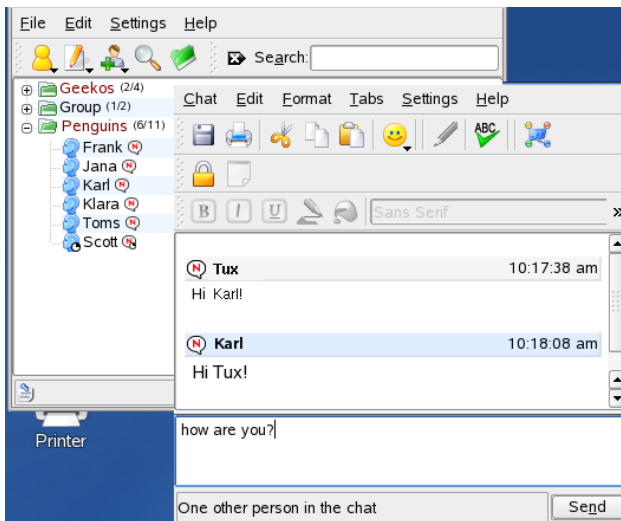 File Edit Settings Help
Search:
Geekos (2/4)
Group (1/2)
Penguins (6/11)
Frank N
Jana N
Karl N
Klara N
Toms N
Scott N
Chat Edit Format Tabs Settings Help
ABC
B I U Sans Serif »
N Tux 10:17:38 am
Hi Karl!
N Karl 10:18:08 am
Hi Tux!
Printer
how are you?
One other person in the chat Send